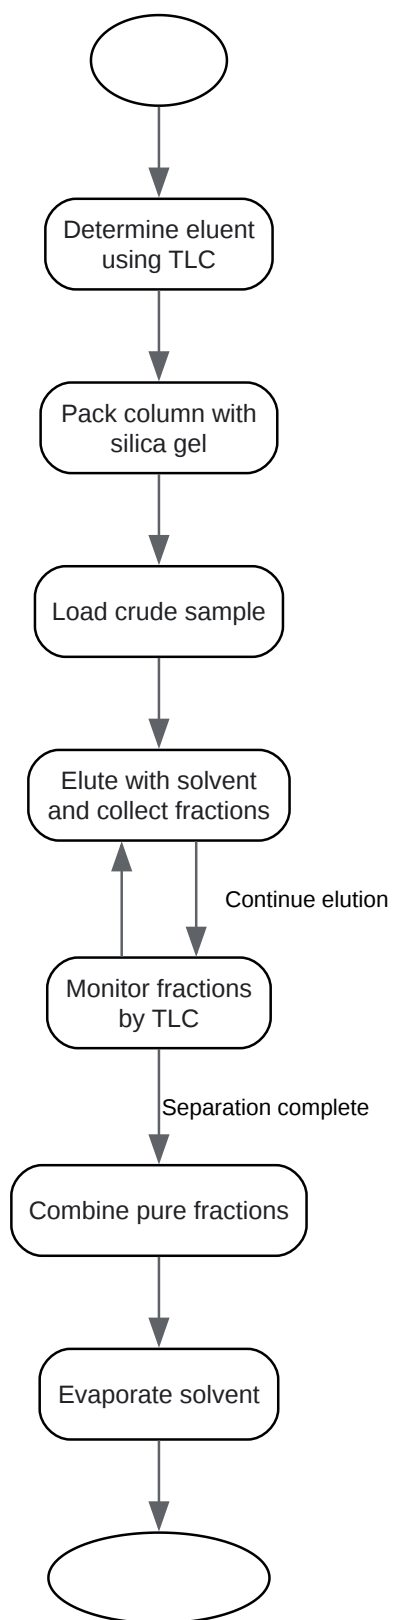 Determine eluent
using TLC
Pack column with
silica gel
Load crude sample
Elute with solvent
and collect fractions
Continue elution
Monitor fractions
by TLC
Separation complete
Combine pure fractions
Evaporate solvent